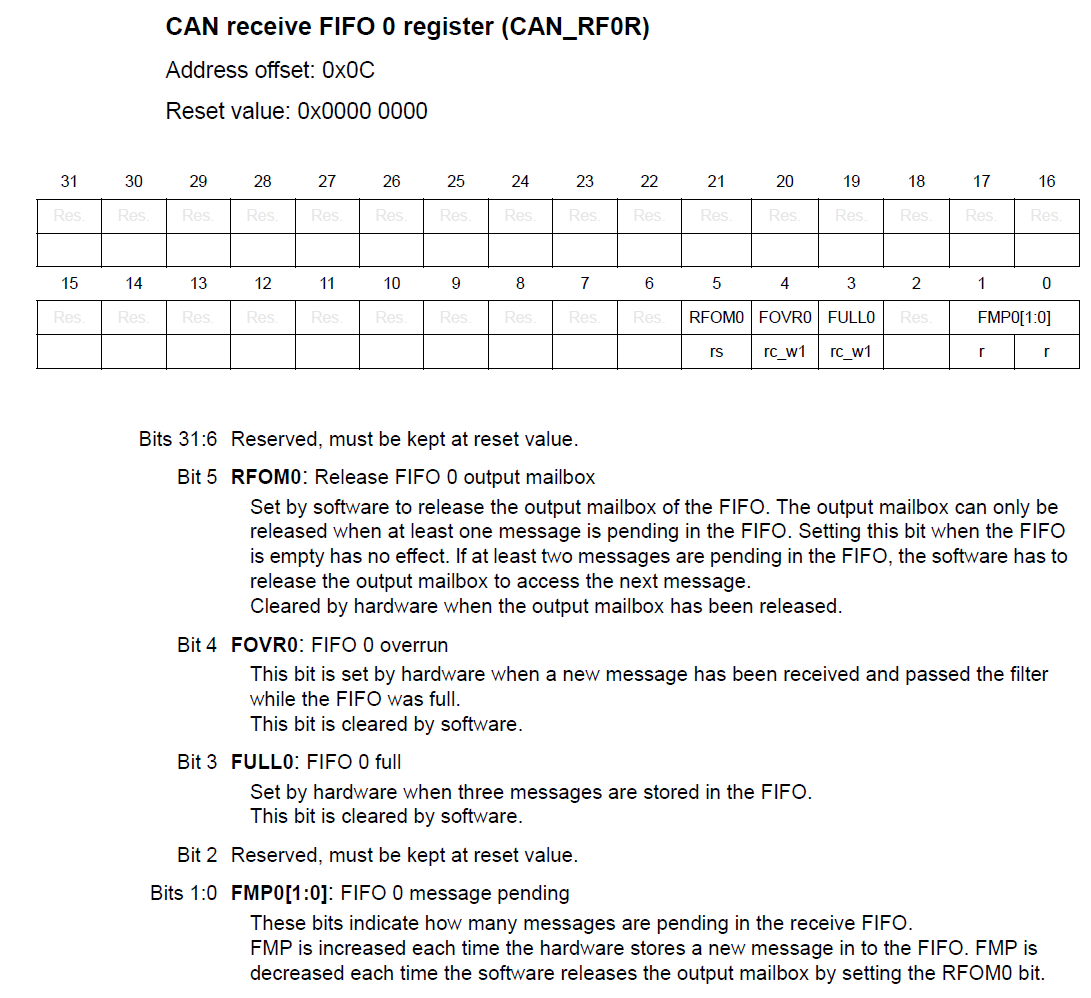 CAN receive FIFO 0 register (CAN_RF0R)
Address offset: 0x0C
Reset value: 0x0000 0000
31 30 29 28 27 26 25 24 23 22 21 20 19 18 17 16
Res. Res. Res. Res. Res. Res. Res. Res. Res. Res. Res. Res. Res. Res. Res. Res.
15 14 13 12 11 10 9 8 7 6 5 4 3 2 1 0
Res. Res. Res. Res. Res. Res. Res. Res. Res. Res. RFOM0 FOVR0 FULL0 Res. FMP0[1:0]
rs rc_w1 rc_w1 r r
Bits 31:6 Reserved, must be kept at reset value.
Bit 5 RFOM0: Release FIFO 0 output mailbox
Set by software to release the output mailbox of the FIFO. The output mailbox can only be
released when at least one message is pending in the FIFO. Setting this bit when the FIFO
is empty has no effect. If at least two messages are pending in the FIFO, the software has to
release the output mailbox to access the next message.
Cleared by hardware when the output mailbox has been released.
Bit 4 FOVR0: FIFO 0 overrun
This bit is set by hardware when a new message has been received and passed the filter
while the FIFO was full.
This bit is cleared by software.
Bit 3 FULL0: FIFO 0 full
Set by hardware when three messages are stored in the FIFO.
This bit is cleared by software.
Bit 2 Reserved, must be kept at reset value.
Bits 1:0 FMP0[1:0]: FIFO 0 message pending
These bits indicate how many messages are pending in the receive FIFO.
FMP is increased each time the hardware stores a new message in to the FIFO. FMP is
decreased each time the software releases the output mailbox by setting the RFOM0 bit.